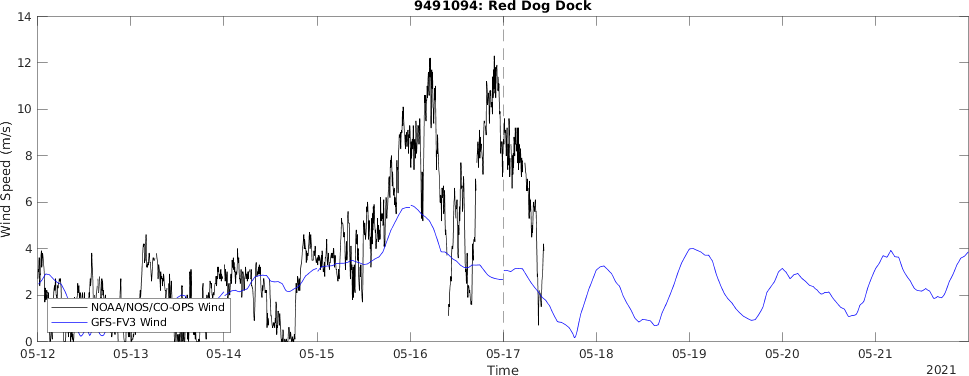 9491094: Red Dog Dock
Wind Speed (m/s)
14
12
10
8
6
4
2
0
NOAA/NOS/CO-OPS Wind
GFS-FV3 Wind
05-12 05-13 05-14 05-15 05-16 05-17 05-18 05-19 05-20 05-21
Time
2021